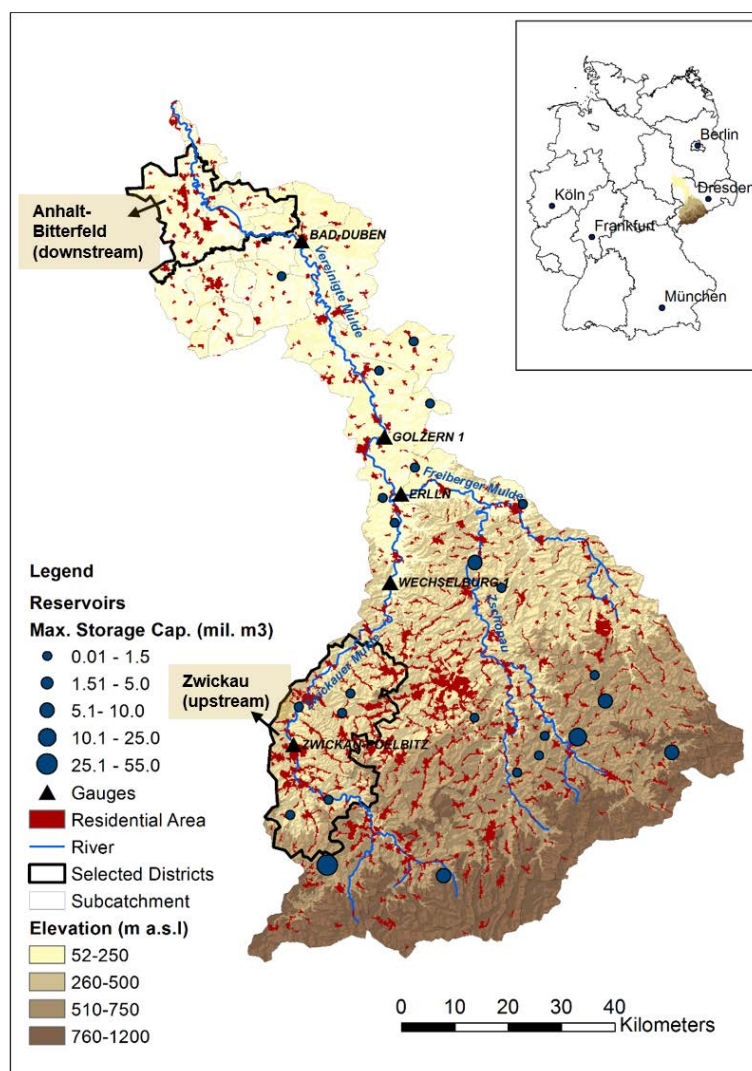 Berlin
Dresden
Köln
Frankfurt
München
Anhalt-
Bitterfeld
(downstream)
BAD DUBEN
Vereinigte Mulde
GOLZERN 1
Freiberger Mulde
ERLLN
WECHSELBURG 1
Zschopau
Zwickauer Mulde
Zwickau
(upstream)
ZWICKAU-POELBITZ
Legend
Reservoirs
Max. Storage Cap. (mil. m3)
0.01 - 1.5
1.51 - 5.0
5.1- 10.0
10.1 - 25.0
25.1 - 55.0
Gauges
Residential Area
River
Selected Districts
Subcatchment
Elevation (m a.s.l)
52-250
260-500
510-750
760-1200
0 5 10 20 30 40
Kilometers